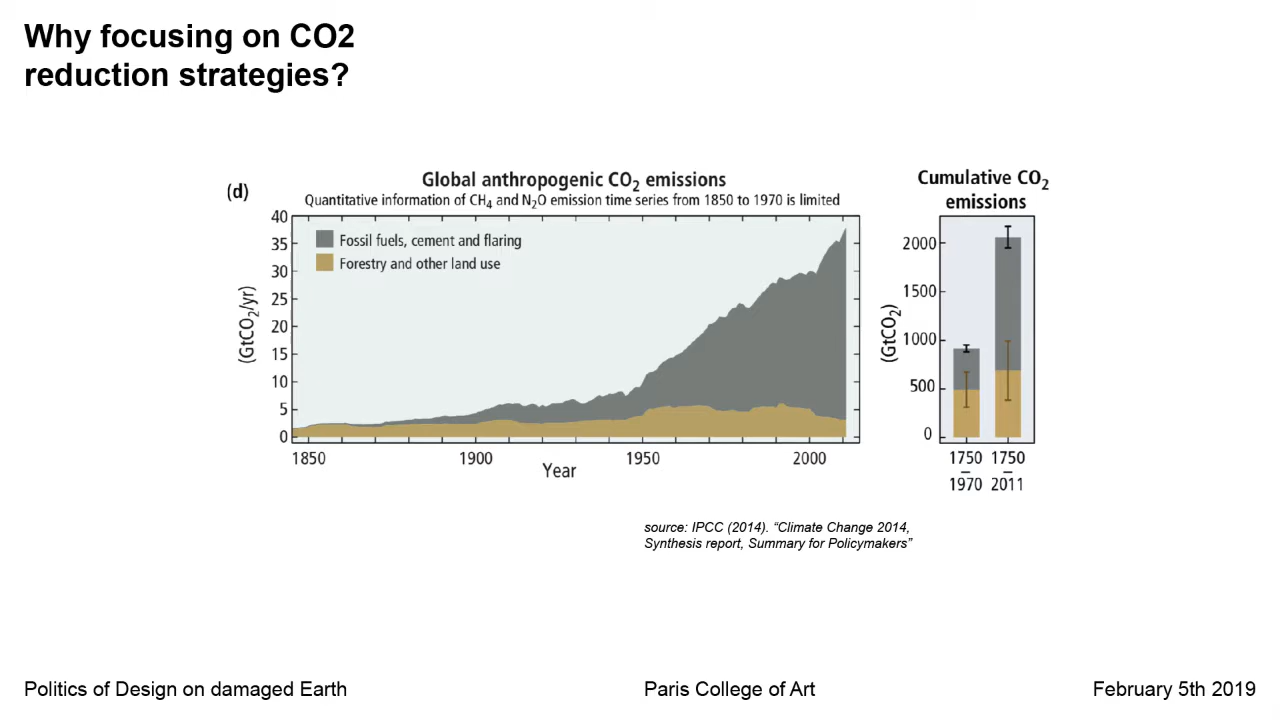 Why focusing on CO2
reduction strategies?
(d)
Global anthropogenic CO₂ emissions
Quantitative information of CH₄ and N₂O emission time series from 1850 to 1970 is limited
40
35
30
25
20
15
10
5
0
(GtCO₂/yr)
Fossil fuels, cement and flaring
Forestry and other land use
1850
1900
1950
2000
Year
Cumulative CO₂
emissions
2000
1500
1000
500
0
(GtCO₂)
1750 1750
– –
1970 2011
source: IPCC (2014). “Climate Change 2014,
Synthesis report, Summary for Policymakers”
Politics of Design on damaged Earth
Paris College of Art
February 5th 2019